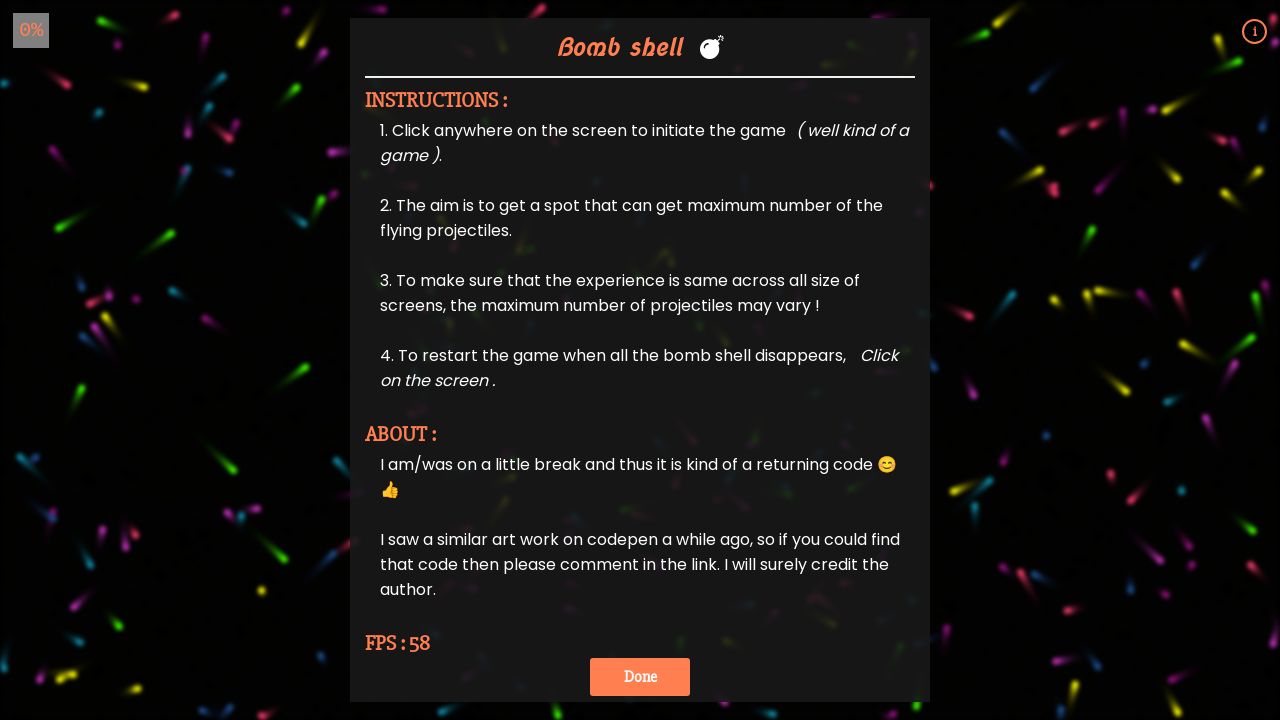 0%
i
Bomb shell 💣
INSTRUCTIONS :
1. Click anywhere on the screen to initiate the game ( well kind of a
game ).
2. The aim is to get a spot that can get maximum number of the
flying projectiles.
3. To make sure that the experience is same across all size of
screens, the maximum number of projectiles may vary !
4. To restart the game when all the bomb shell disappears, Click
on the screen .
ABOUT :
I am/was on a little break and thus it is kind of a returning code 😊
👍
I saw a similar art work on codepen a while ago, so if you could find
that code then please comment in the link. I will surely credit the
author.
FPS : 58
Done